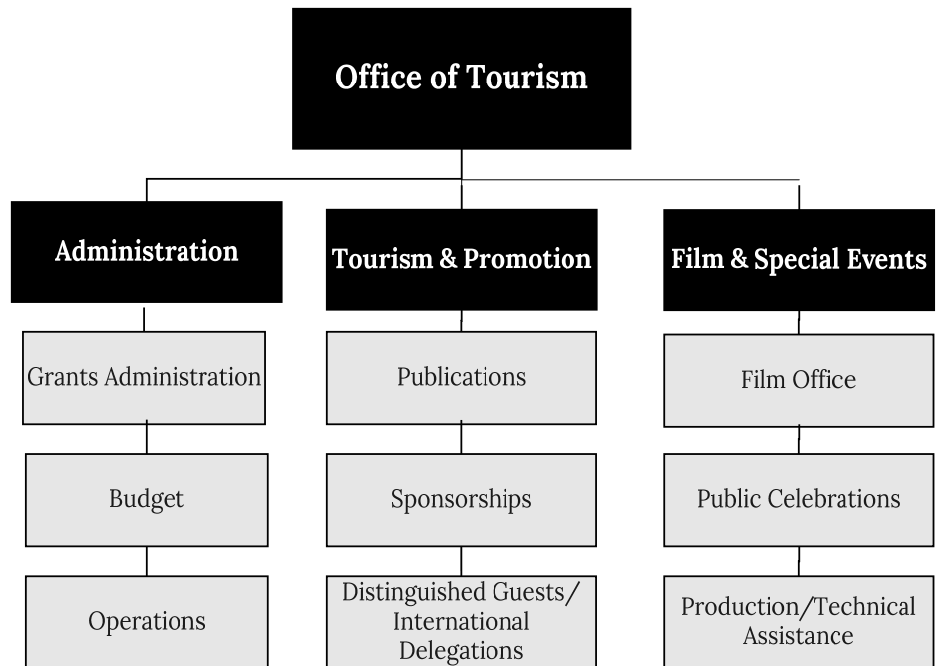 Office of Tourism
Administration
Tourism & Promotion
Film & Special Events
Grants Administration
Publications
Film Office
Budget
Sponsorships
Public Celebrations
Operations
Distinguished Guests/
International
Delegations
Production/Technical
Assistance